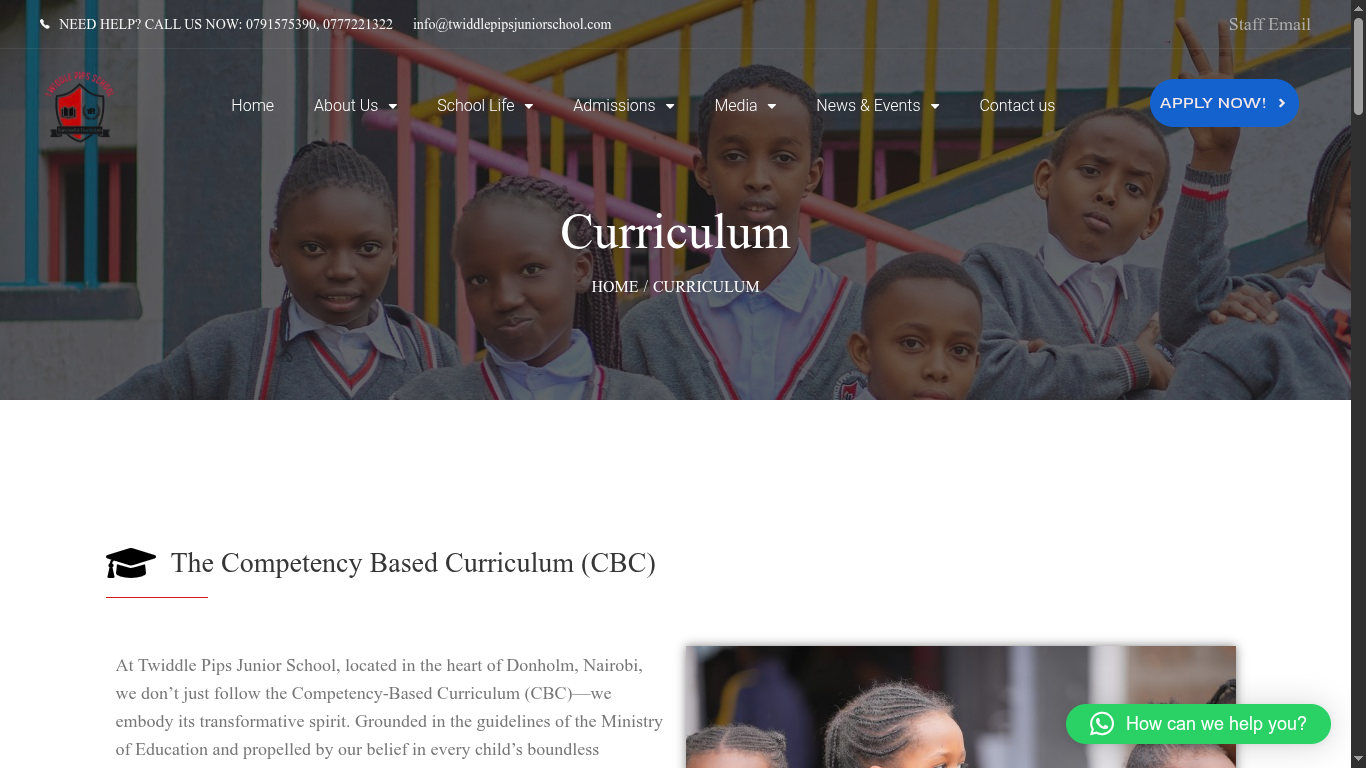 NEED HELP? CALL US NOW: 0791575390, 0777221322 info@twiddlepipsjuniorschool.com Staff Email
TWIDDLE PIPS SCHOOL
Home About Us School Life Admissions Media News & Events Contact us APPLY NOW!
Curriculum
HOME / CURRICULUM
The Competency Based Curriculum (CBC)
At Twiddle Pips Junior School, located in the heart of Donholm, Nairobi,
we don’t just follow the Competency-Based Curriculum (CBC)—we
embody its transformative spirit. Grounded in the guidelines of the Ministry
of Education and propelled by our belief in every child’s boundless
How can we help you?